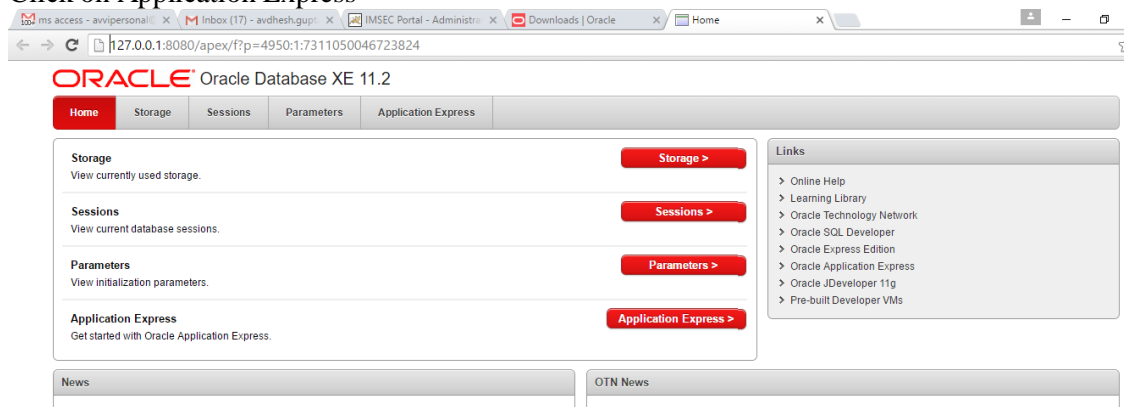 Click on Application Express
ms access - avvipersonal@ Inbox (17) - avdhesh.gupt IMSEC Portal - Administra Downloads | Oracle Home
127.0.0.1:8080/apex/f?p=4950:1:7311050046723824
ORACLE Oracle Database XE 11.2
Home Storage Sessions Parameters Application Express
Storage
View currently used storage.
Storage >
Sessions
View current database sessions.
Sessions >
Parameters
View initialization parameters.
Parameters >
Application Express
Get started with Oracle Application Express.
Application Express >
Links
> Online Help
> Learning Library
> Oracle Technology Network
> Oracle SQL Developer
> Oracle Express Edition
> Oracle Application Express
> Oracle JDeveloper 11g
> Pre-built Developer VMs
News
OTN News